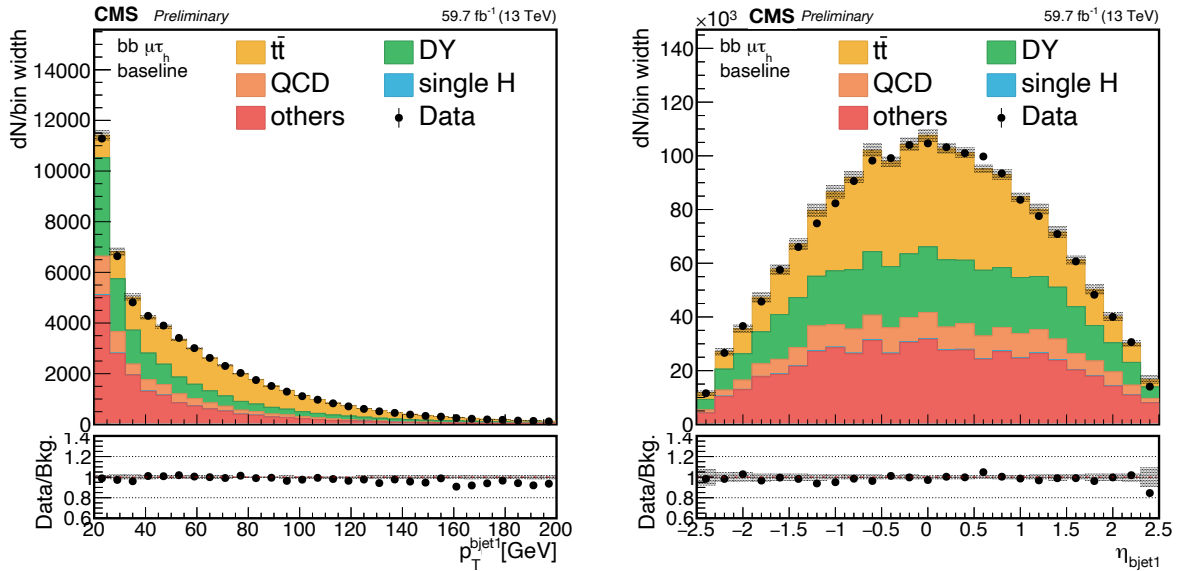 CMS Preliminary 59.7 fb⁻¹ (13 TeV)
dN/bin width
bb μτ_h
baseline
tt̄
DY
QCD
single H
others
Data
14000
12000
10000
8000
6000
4000
2000
0
Data/Bkg.
1.4
1.2
1
0.8
0.6
20 40 60 80 100 120 140 160 180 200
p_T^bjet1 [GeV]
×10³ CMS Preliminary 59.7 fb⁻¹ (13 TeV)
dN/bin width
bb μτ_h
baseline
tt̄
DY
QCD
single H
others
Data
140
120
100
80
60
40
20
0
Data/Bkg.
1.4
1.2
1
0.8
0.6
−2.5 −2 −1.5 −1 −0.5 0 0.5 1 1.5 2 2.5
η_bjet1